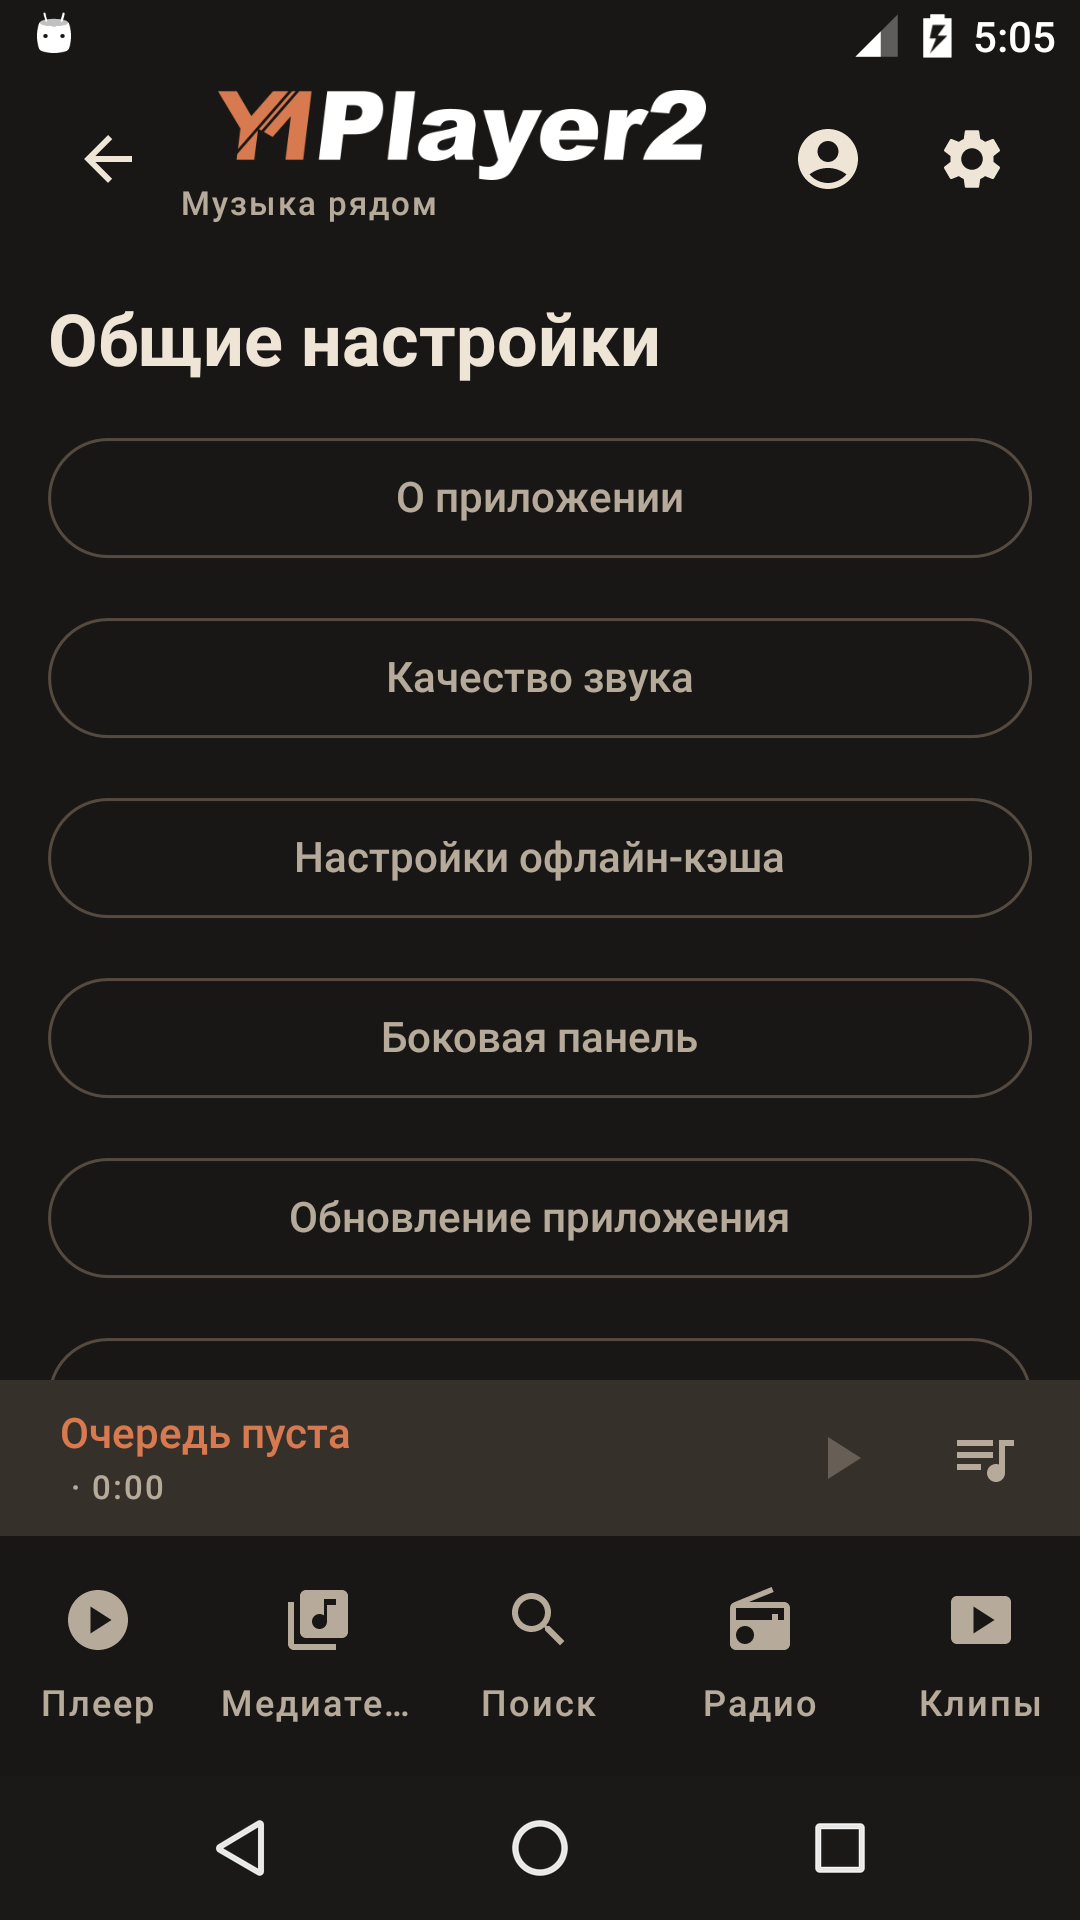 5:05
YMPlayer2
Музыка рядом
Общие настройки
О приложении
Качество звука
Настройки офлайн-кэша
Боковая панель
Обновление приложения
Очередь пуста
· 0:00
Плеер
Медиате…
Поиск
Радио
Клипы